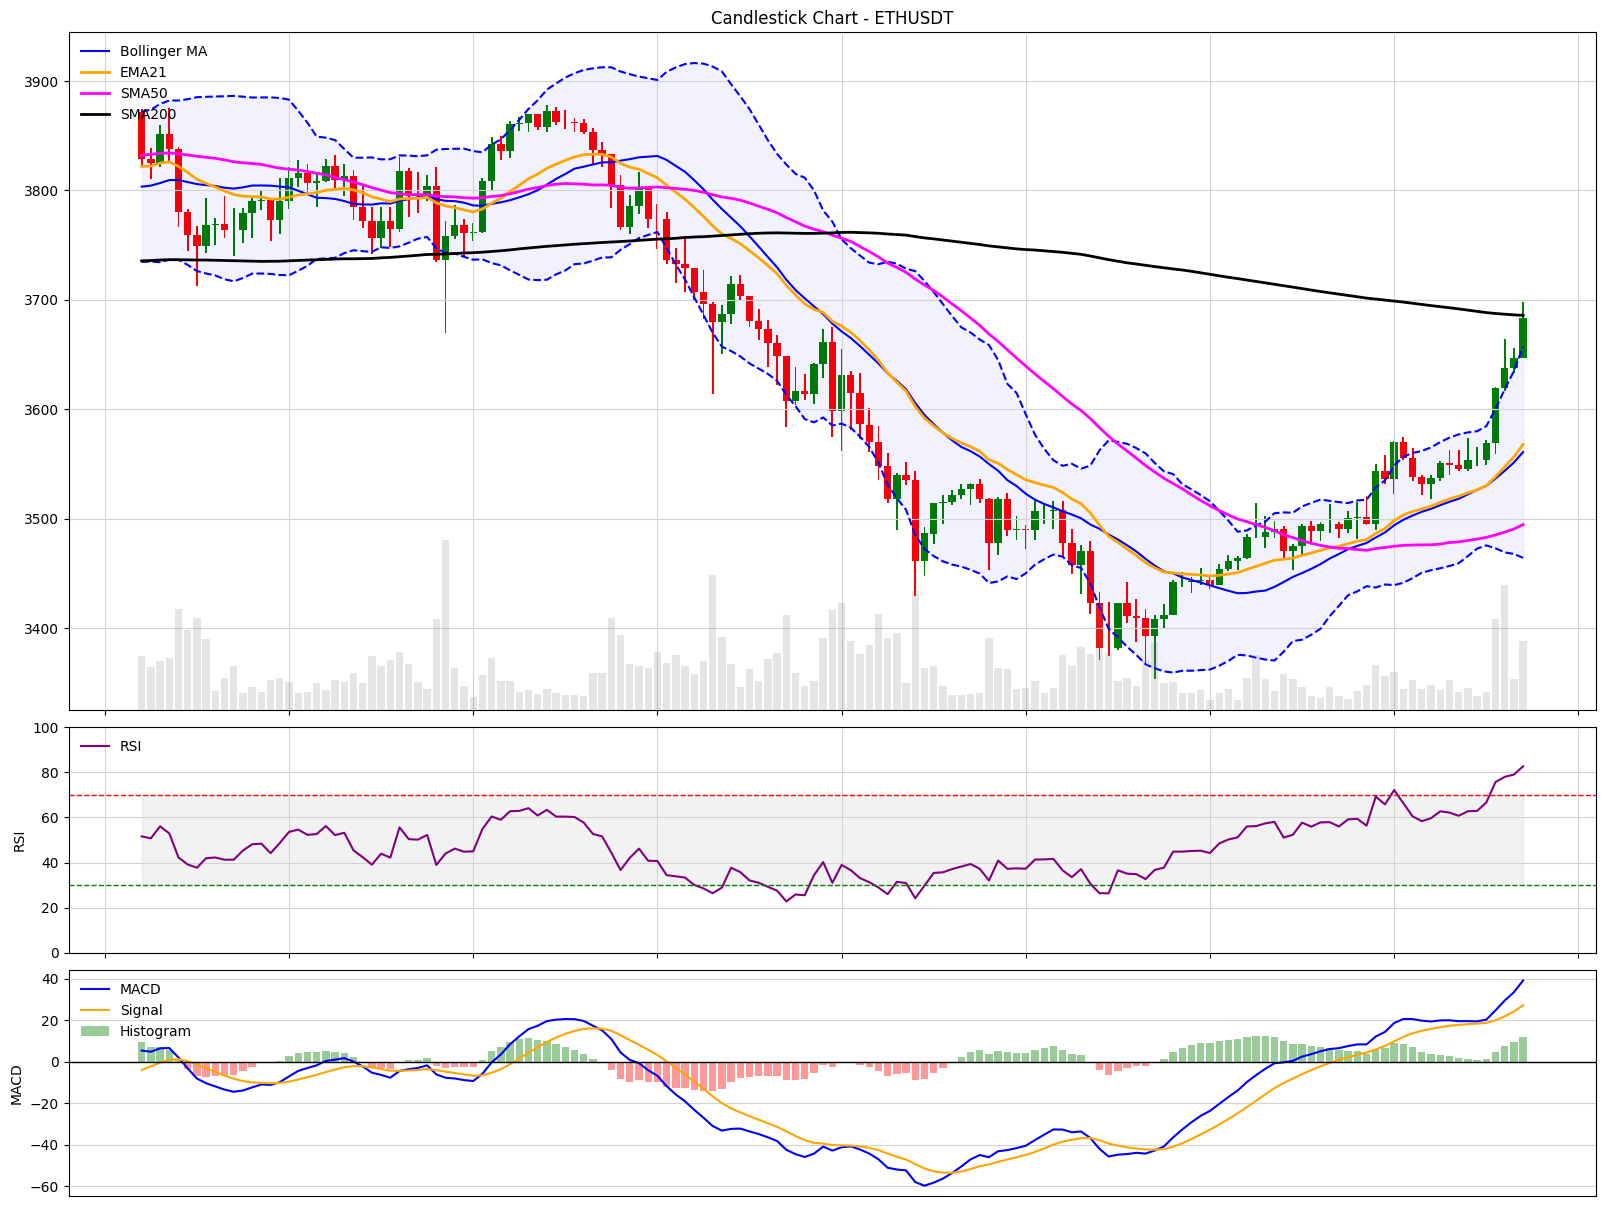 Candlestick Chart - ETHUSDT
Bollinger MA
EMA21
SMA50
SMA200
3900
3800
3700
3600
3500
3400
RSI
100
80
60
40
20
0
RSI
MACD
Signal
Histogram
40
20
0
−20
−40
−60
MACD